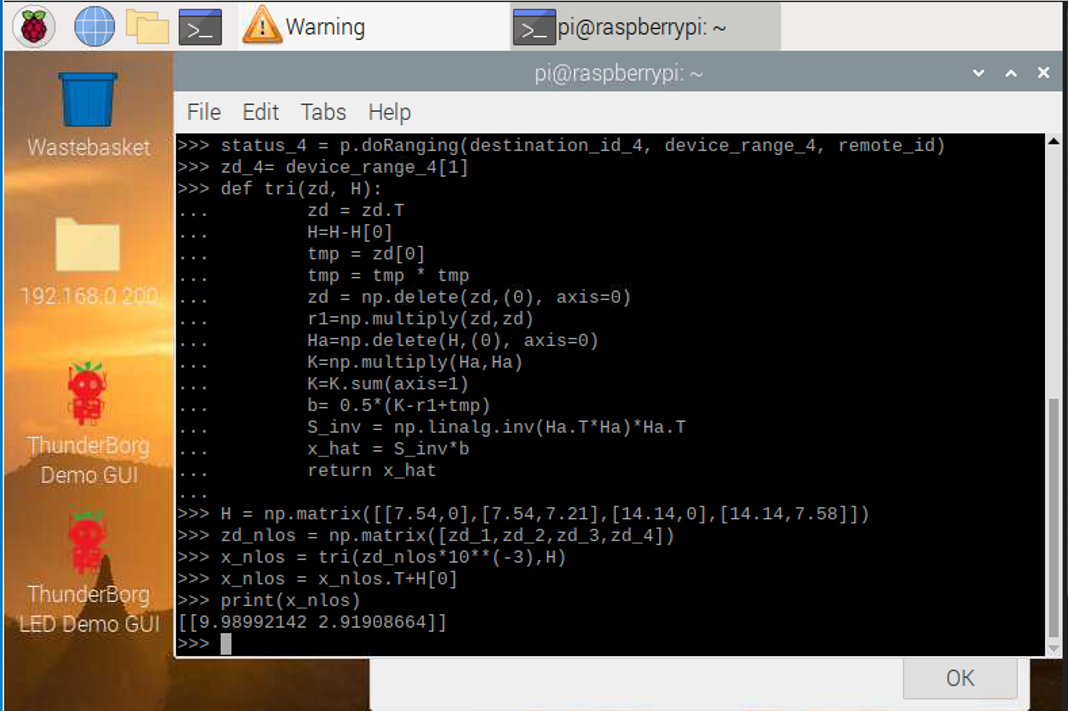 >_ Warning >_ pi@raspberrypi: ~
pi@raspberrypi: ~
File Edit Tabs Help
Wastebasket
192.168.0.200
ThunderBorg
Demo GUI
ThunderBorg
LED Demo GUI
>>> status_4 = p.doRanging(destination_id_4, device_range_4, remote_id)
>>> zd_4= device_range_4[1]
>>> def tri(zd, H):
...         zd = zd.T
...         H=H-H[0]
...         tmp = zd[0]
...         tmp = tmp * tmp
...         zd = np.delete(zd,(0), axis=0)
...         r1=np.multiply(zd,zd)
...         Ha=np.delete(H,(0), axis=0)
...         K=np.multiply(Ha,Ha)
...         K=K.sum(axis=1)
...         b= 0.5*(K-r1+tmp)
...         S_inv = np.linalg.inv(Ha.T*Ha)*Ha.T
...         x_hat = S_inv*b
...         return x_hat
...
>>> H = np.matrix([[7.54,0],[7.54,7.21],[14.14,0],[14.14,7.58]])
>>> zd_nlos = np.matrix([zd_1,zd_2,zd_3,zd_4])
>>> x_nlos = tri(zd_nlos*10**(-3),H)
>>> x_nlos = x_nlos.T+H[0]
>>> print(x_nlos)
[[9.98992142 2.91908664]]
>>>
OK